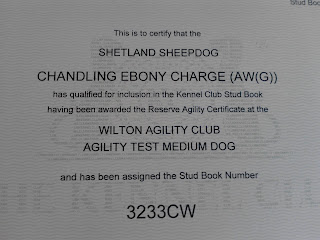 Stud Book
This is to certify that the
SHETLAND SHEEPDOG
CHANDLING EBONY CHARGE (AW(G))
has qualified for inclusion in the Kennel Club Stud Book
having been awarded the Reserve Agility Certificate at the
WILTON AGILITY CLUB
AGILITY TEST MEDIUM DOG
and has been assigned the Stud Book Number
3233CW